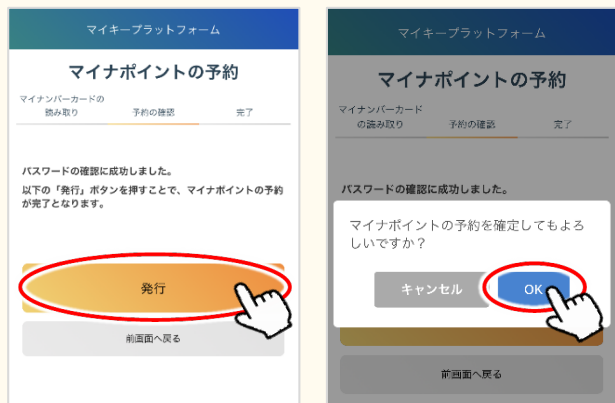 マイキープラットフォーム
マイナポイントの予約
マイナンバーカードの
読み取り
予約の確認
完了
パスワードの確認に成功しました。
以下の「発行」ボタンを押すことで、マイナポイントの予約
が完了となります。
発行
前画面へ戻る
マイキープラットフォーム
マイナポイントの予約
マイナンバーカード
の読み取り
予約の確認
完了
パスワードの確認に成功しました。
マイナポイントの予約を確定してもよろ
しいですか？
キャンセル
OK
前画面へ戻る